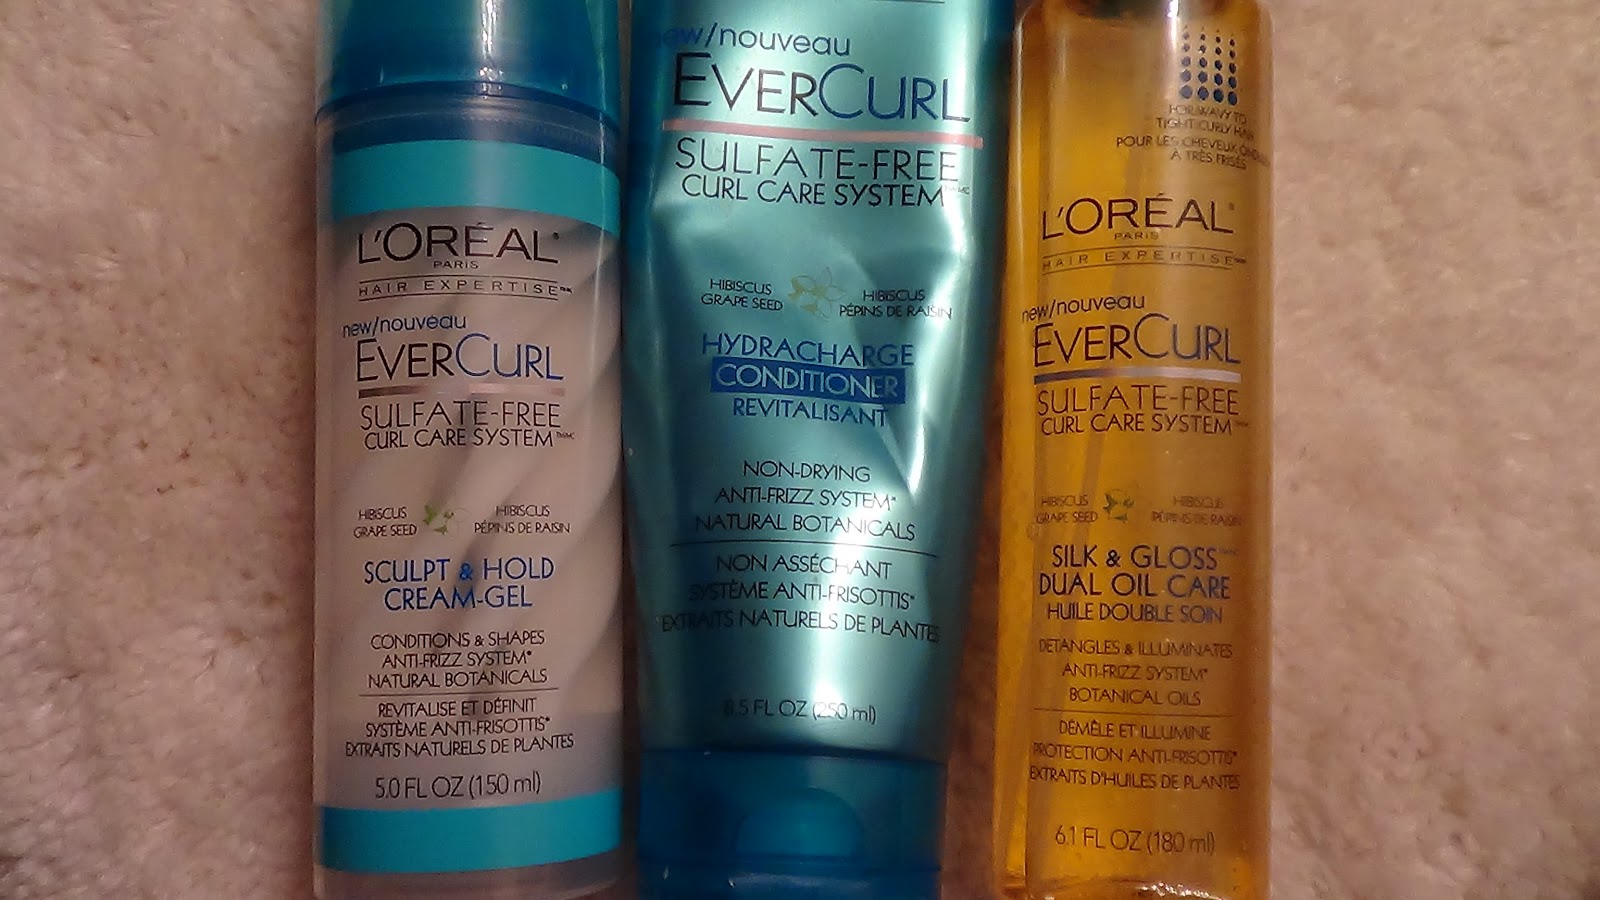 L'ORÉAL®
PARIS
HAIR EXPERTISE
new/nouveau
EVERCURL
SULFATE-FREE
CURL CARE SYSTEM™/MC
HIBISCUS
GRAPE SEED
HIBISCUS
PÉPINS DE RAISIN
SCULPT & HOLD
CREAM-GEL
CONDITIONS & SHAPES
ANTI-FRIZZ SYSTEM*
NATURAL BOTANICALS
REVITALISE ET DÉFINIT
SYSTÈME ANTI-FRISOTTIS*
EXTRAITS NATURELS DE PLANTES
5.0 FL OZ (150 ml)
new/nouveau
EVERCURL
SULFATE-FREE
CURL CARE SYSTEM™/MC
HIBISCUS
GRAPE SEED
HIBISCUS
PÉPINS DE RAISIN
HYDRACHARGE
CONDITIONER
REVITALISANT
NON-DRYING
ANTI-FRIZZ SYSTEM*
NATURAL BOTANICALS
NON ASSÉCHANT
SYSTÈME ANTI-FRISOTTIS*
EXTRAITS NATURELS DE PLANTES
8.5 FL OZ (250 ml)
FOR WAVY TO
TIGHT CURLY HAIR
POUR LES CHEVEUX
À TRÈS FRISÉS
L'ORÉAL®
PARIS
HAIR EXPERTISE
new/nouveau
EVERCURL
SULFATE-FREE
CURL CARE SYSTEM
HIBISCUS
GRAPE SEED
HIBISCUS
PÉPINS DE RAISIN
SILK & GLOSS
DUAL OIL CARE
HUILE DOUBLE SOIN
DETANGLES & ILLUMINATES
ANTI-FRIZZ SYSTEM*
BOTANICAL OILS
DÉMÊLE ET ILLUMINE
PROTECTION ANTI-FRISOTTIS*
EXTRAITS D'HUILES DE PLANTES
6.1 FL OZ (180 ml)